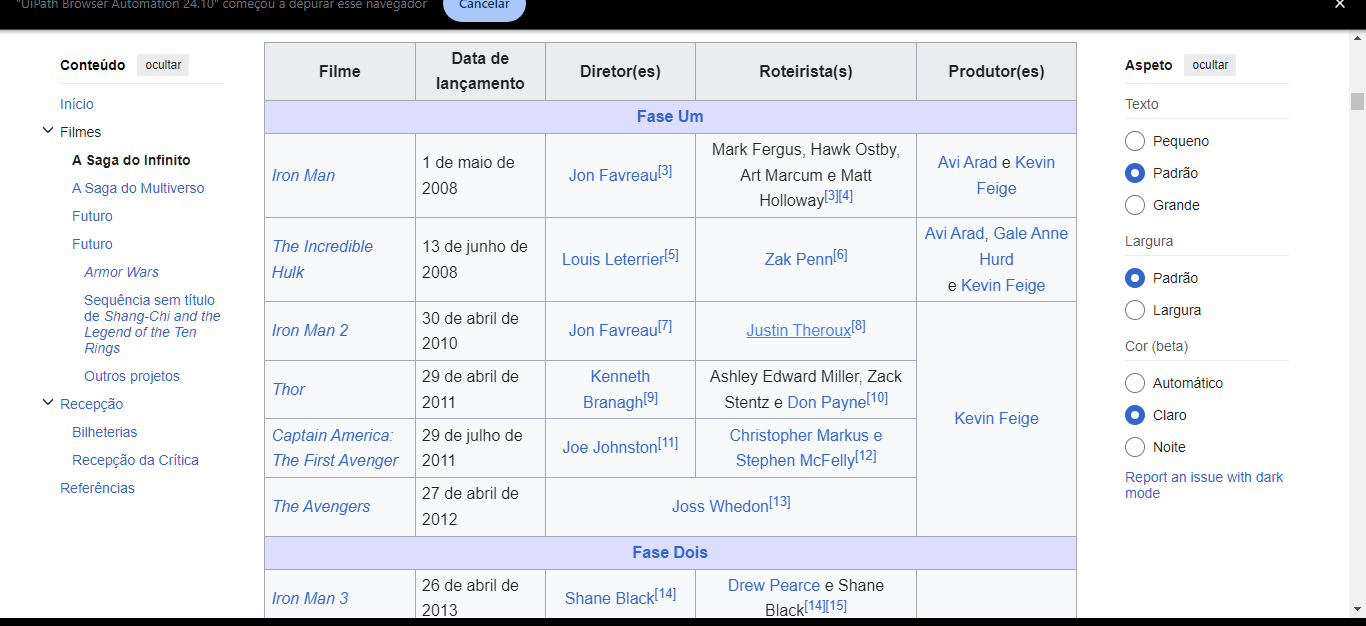 "UiPath Browser Automation 24.10" começou a depurar esse navegador
Cancelar
Conteúdo ocultar
Início
Filmes
A Saga do Infinito
A Saga do Multiverso
Futuro
Futuro
Armor Wars
Sequência sem título
de Shang-Chi and the
Legend of the Ten
Rings
Outros projetos
Recepção
Bilheterias
Recepção da Crítica
Referências
Filme
Data de
lançamento
Diretor(es)
Roteirista(s)
Produtor(es)
Fase Um
Iron Man
1 de maio de
2008
Jon Favreau[3]
Mark Fergus, Hawk Ostby,
Art Marcum e Matt
Holloway[3][4]
Avi Arad e Kevin
Feige
The Incredible
Hulk
13 de junho de
2008
Louis Leterrier[5]
Zak Penn[6]
Avi Arad, Gale Anne
Hurd
e Kevin Feige
Iron Man 2
30 de abril de
2010
Jon Favreau[7]
Justin Theroux[8]
Kevin Feige
Thor
29 de abril de
2011
Kenneth
Branagh[9]
Ashley Edward Miller, Zack
Stentz e Don Payne[10]
Captain America:
The First Avenger
29 de julho de
2011
Joe Johnston[11]
Christopher Markus e
Stephen McFelly[12]
The Avengers
27 de abril de
2012
Joss Whedon[13]
Fase Dois
Iron Man 3
26 de abril de
2013
Shane Black[14]
Drew Pearce e Shane
Black[14][15]
Aspeto ocultar
Texto
Pequeno
Padrão
Grande
Largura
Padrão
Largura
Cor (beta)
Automático
Claro
Noite
Report an issue with dark
mode